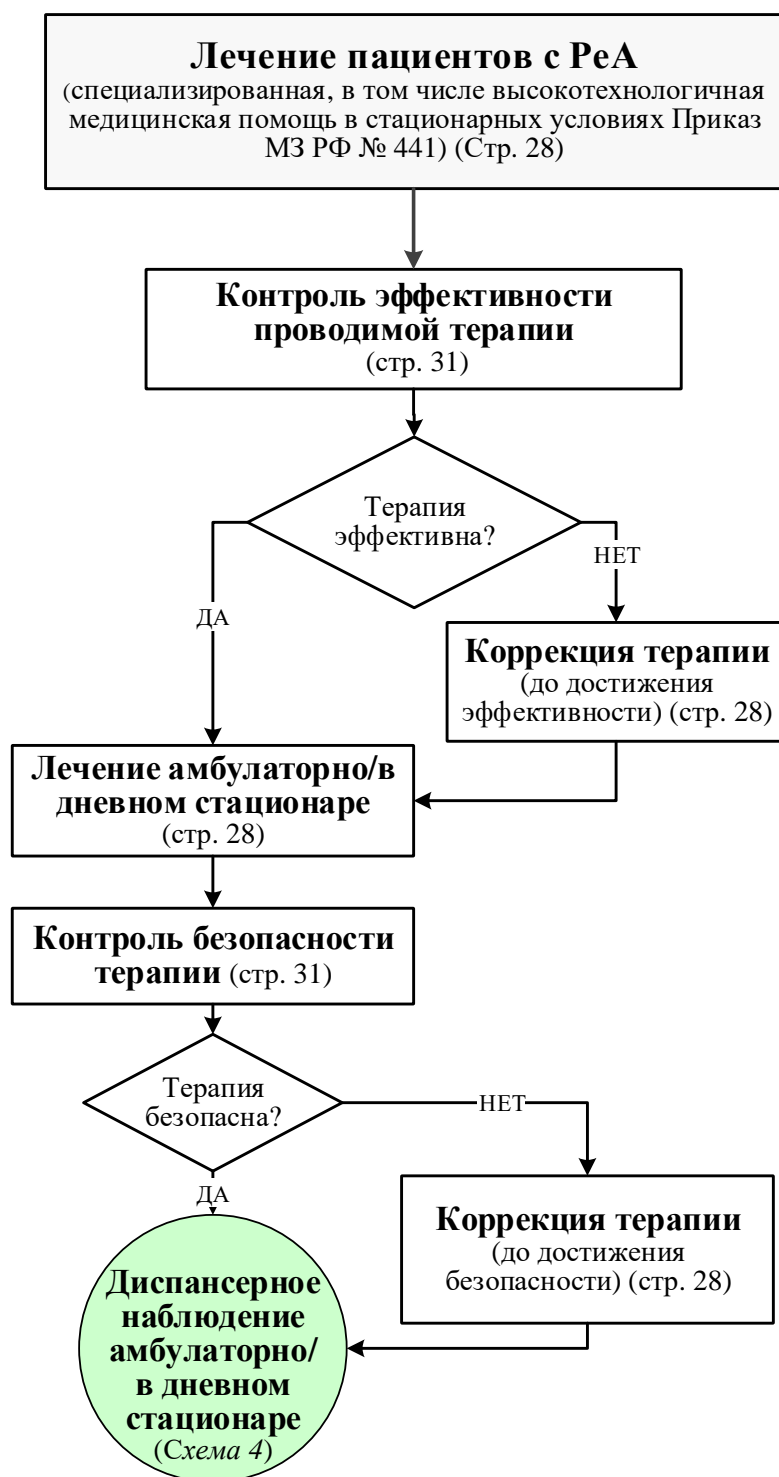 Лечение пациентов с РеА
(специализированная, в том числе высокотехнологичная
медицинская помощь в стационарных условиях Приказ
МЗ РФ № 441) (Стр. 28)
Контроль эффективности
проводимой терапии
(стр. 31)
Терапия
эффективна?
НЕТ
ДА
Коррекция терапии
(до достижения
эффективности) (стр. 28)
Лечение амбулаторно/в
дневном стационаре
(стр. 28)
Контроль безопасности
терапии (стр. 31)
Терапия
безопасна?
НЕТ
ДА
Коррекция терапии
(до достижения
безопасности) (стр. 28)
Диспансерное
наблюдение
амбулаторно/
в дневном
стационаре
(Схема 4)